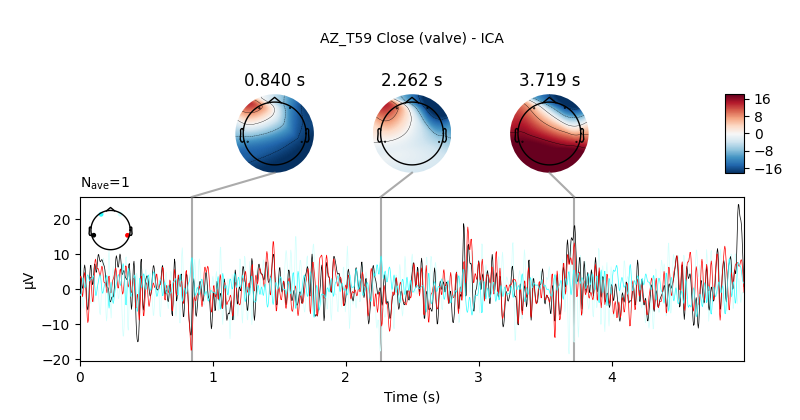 AZ_T59 Close (valve) - ICA
0.840 s 2.262 s 3.719 s
16
8
0
−8
−16
Nave=1
20
10
0
−10
−20
µV
0 1 2 3 4
Time (s)